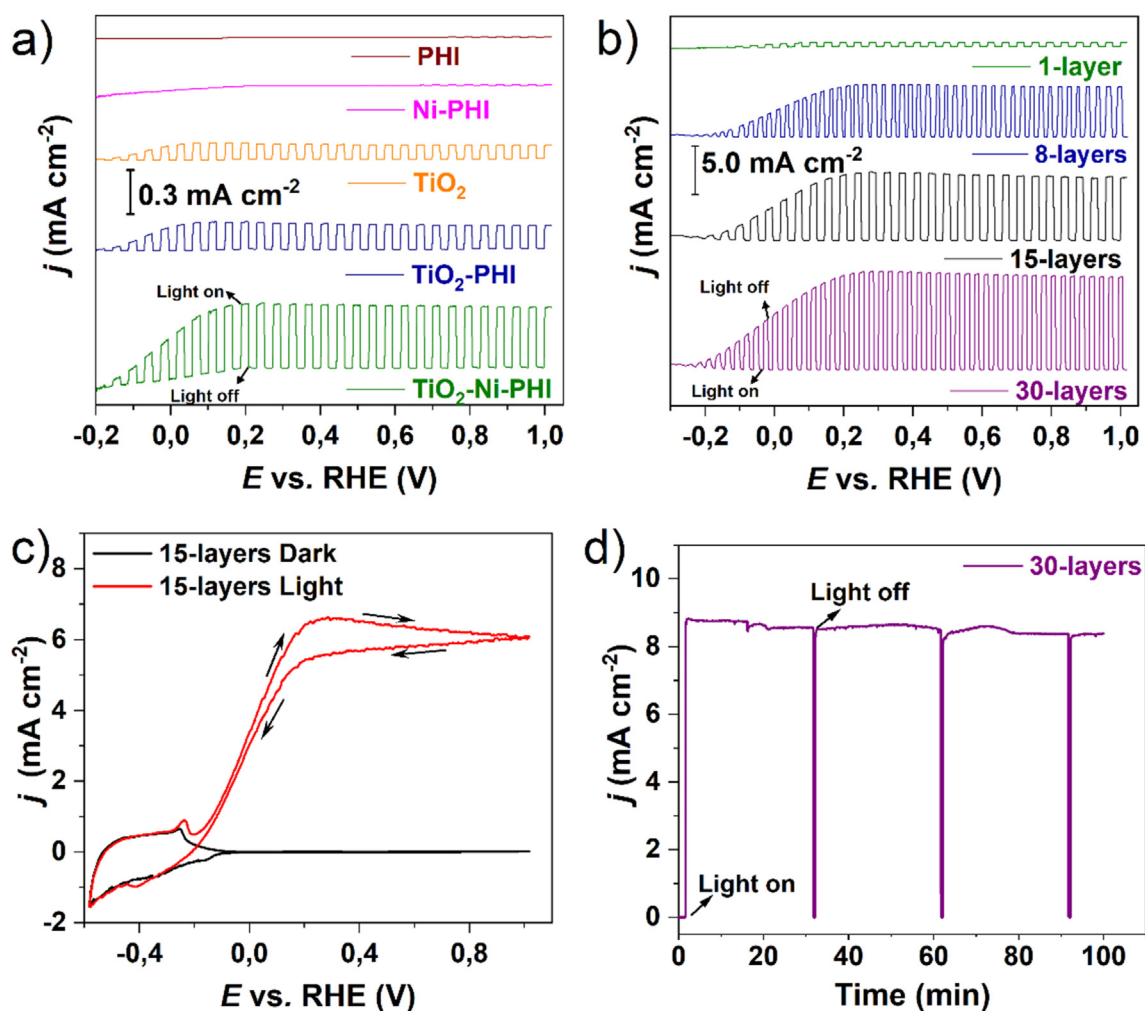 a)
PHI
Ni-PHI
TiO₂
0.3 mA cm⁻²
TiO₂-PHI
Light on
Light off
TiO₂-Ni-PHI
j (mA cm⁻²)
-0,2 0,0 0,2 0,4 0,6 0,8 1,0
E vs. RHE (V)
b)
1-layer
5.0 mA cm⁻²
8-layers
15-layers
Light off
Light on
30-layers
j (mA cm⁻²)
-0,2 0,0 0,2 0,4 0,6 0,8 1,0
E vs. RHE (V)
c)
15-layers Dark
15-layers Light
8
6
4
2
0
-2
j (mA cm⁻²)
-0,4 0,0 0,4 0,8
E vs. RHE (V)
d)
30-layers
Light off
Light on
10
8
6
4
2
0
j (mA cm⁻²)
0 20 40 60 80 100
Time (min)